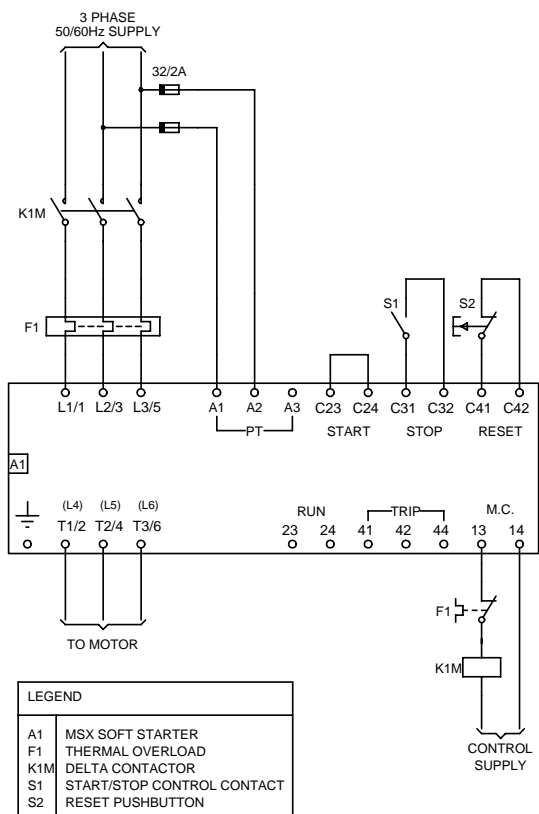 3 PHASE
50/60Hz SUPPLY
32/2A
K1M
S1
S2
F1
L1/1 L2/3 L3/5 A1 A2 A3 C23 C24 C31 C32 C41 C42
PT START STOP RESET
A1
(L4) (L5) (L6) RUN TRIP M.C.
T1/2 T2/4 T3/6 23 24 41 42 44 13 14
F1
TO MOTOR
K1M
CONTROL
SUPPLY
LEGEND
A1 MSX SOFT STARTER
F1 THERMAL OVERLOAD
K1M DELTA CONTACTOR
S1 START/STOP CONTROL CONTACT
S2 RESET PUSHBUTTON